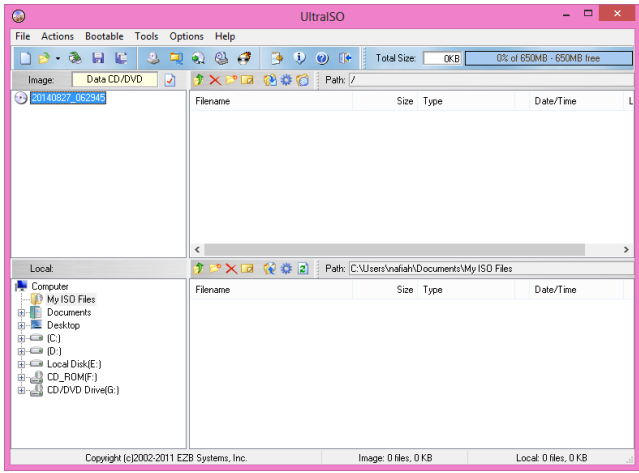 UltraISO
File Actions Bootable Tools Options Help
Total Size: 0KB 0% of 650MB - 650MB free
Image: Data CD/DVD Path: /
20140827_062945
Filename Size Type Date/Time L
Local: Path: C:\Users\nafiah\Documents\My ISO Files
Computer
My ISO Files
Documents
Desktop
(C:)
(D:)
Local Disk(E:)
CD_ROM(F:)
CD/DVD Drive(G:)
Filename Size Type Date/Time
Copyright (c)2002-2011 EZB Systems, Inc. Image: 0 files, 0 KB Local: 0 files, 0 KB